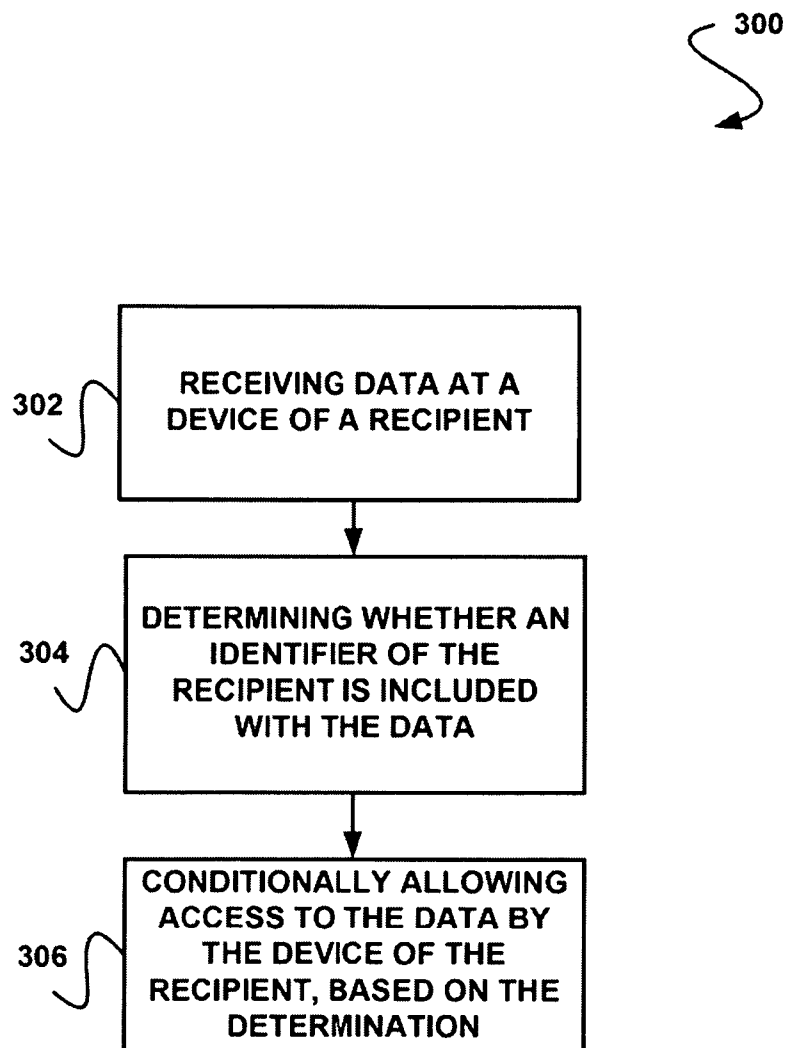 300
302
RECEIVING DATA AT A
DEVICE OF A RECIPIENT
304
DETERMINING WHETHER AN
IDENTIFIER OF THE
RECIPIENT IS INCLUDED
WITH THE DATA
306
CONDITIONALLY ALLOWING
ACCESS TO THE DATA BY
THE DEVICE OF THE
RECIPIENT, BASED ON THE
DETERMINATION